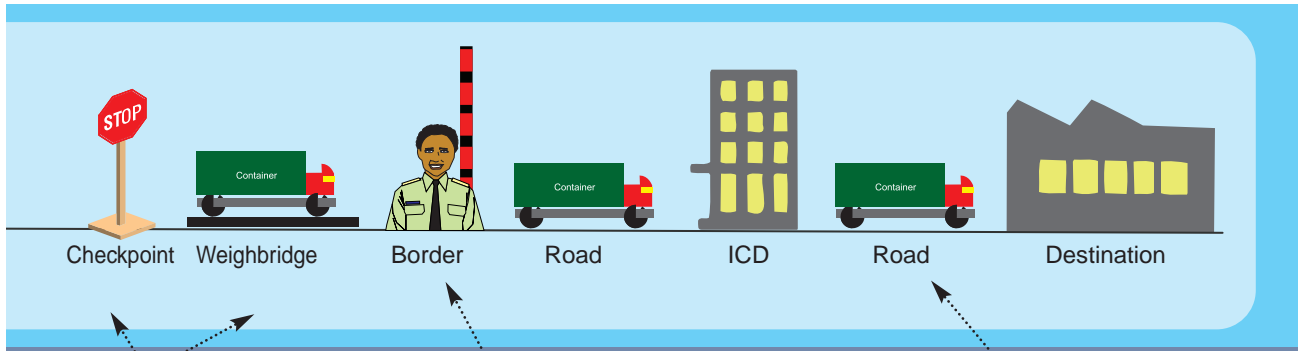 STOP
Container
Container
Container
Checkpoint Weighbridge Border Road ICD Road Destination